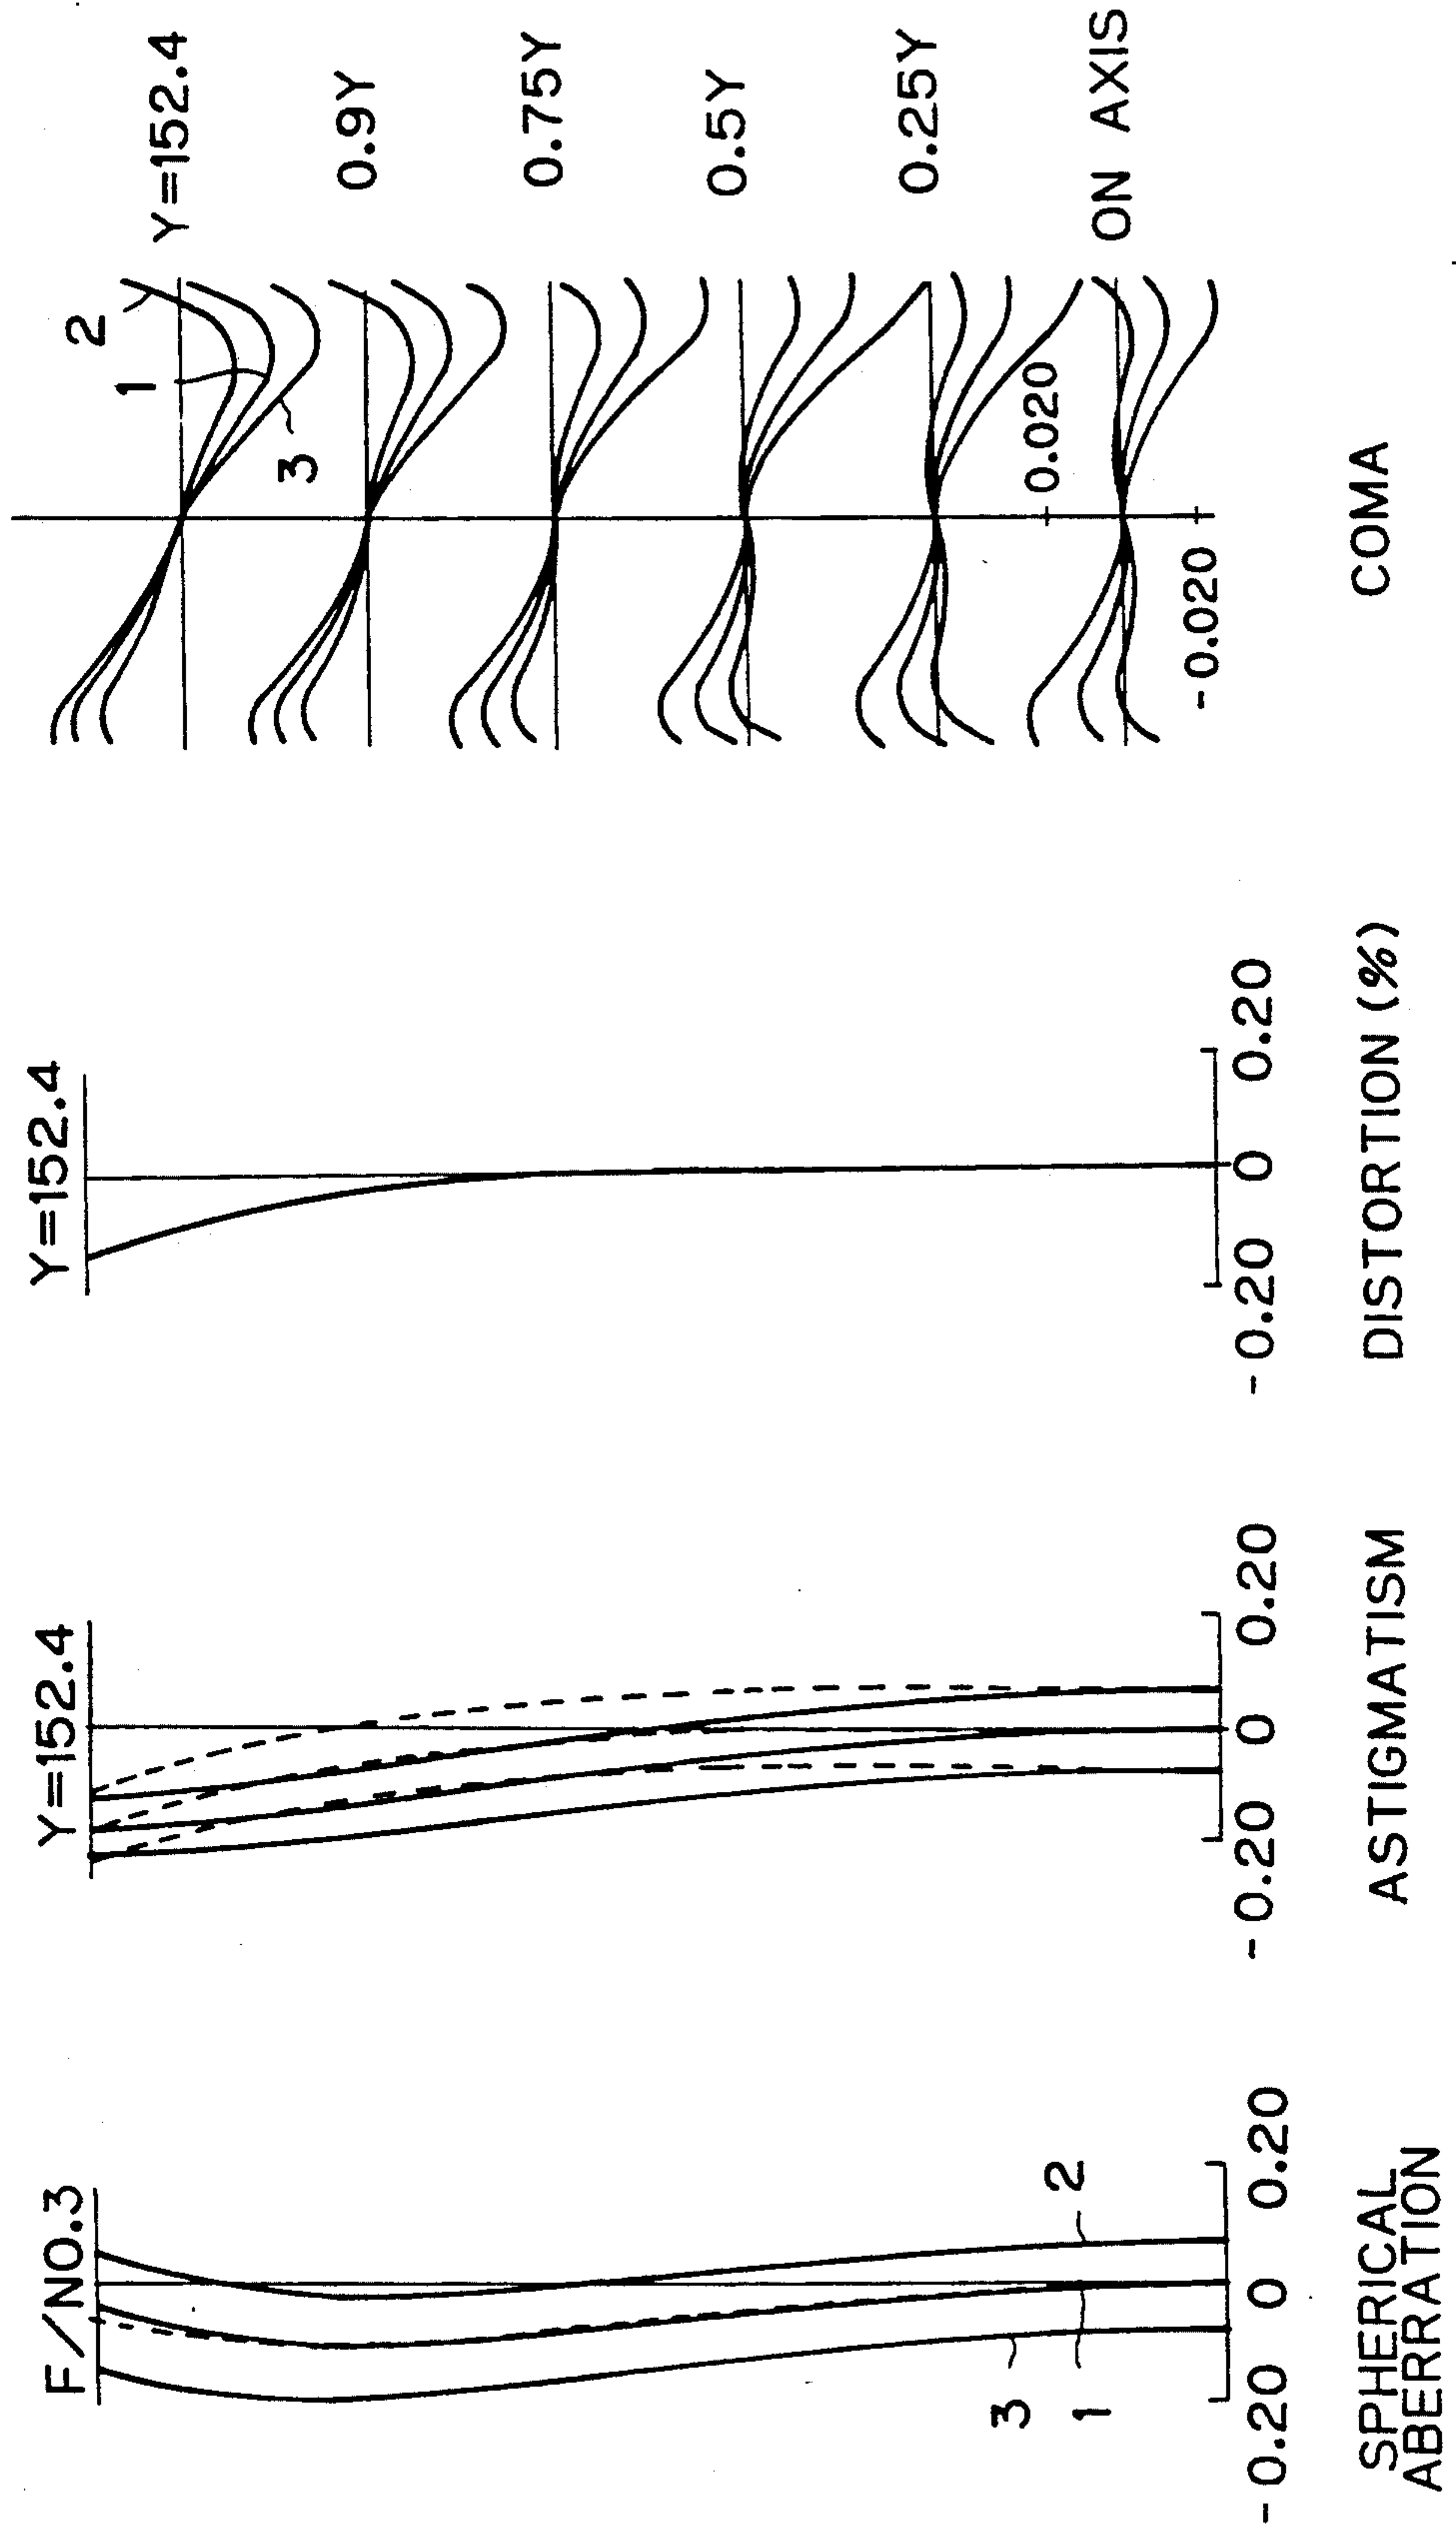 F/NO.3
2
3
1
-0.20 0 0.20
SPHERICAL
ABERRATION
Y=152.4
-0.20 0 0.20
ASTIGMATISM
Y=152.4
-0.20 0 0.20
DISTORTION (%)
2
1
3
Y=152.4
0.9Y
0.75Y
0.5Y
0.25Y
0.020
ON AXIS
-0.020
COMA